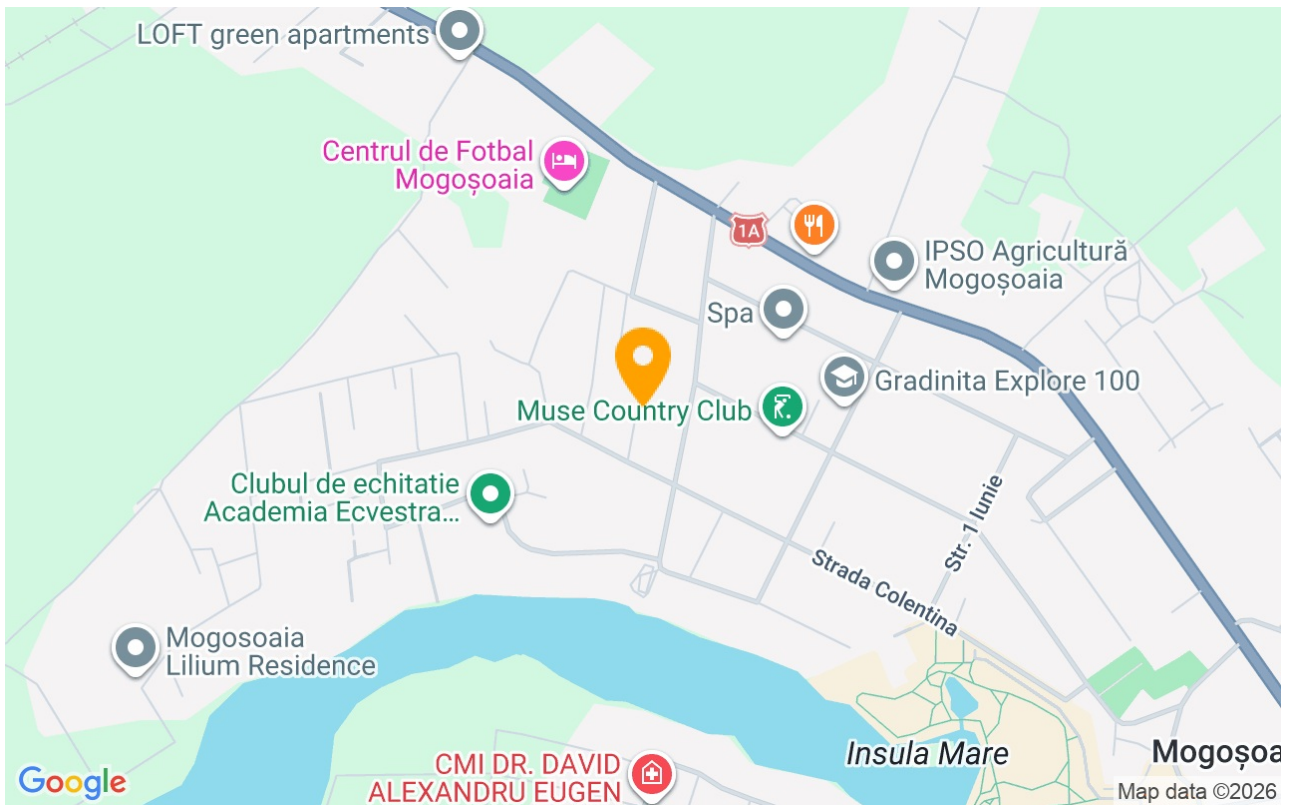 LOFT green apartments
Centrul de Fotbal
Mogoșoaia
1A
IPSO Agricultură
Mogoșoaia
Spa
Gradinita Explore 100
Muse Country Club
Clubul de echitatie
Academia Ecvestra...
Str. 1 Iunie
Strada Colentina
Mogosoaia
Lilium Residence
Insula Mare
Mogoșoa
CMI DR. DAVID
ALEXANDRU EUGEN
Google
Map data ©2026